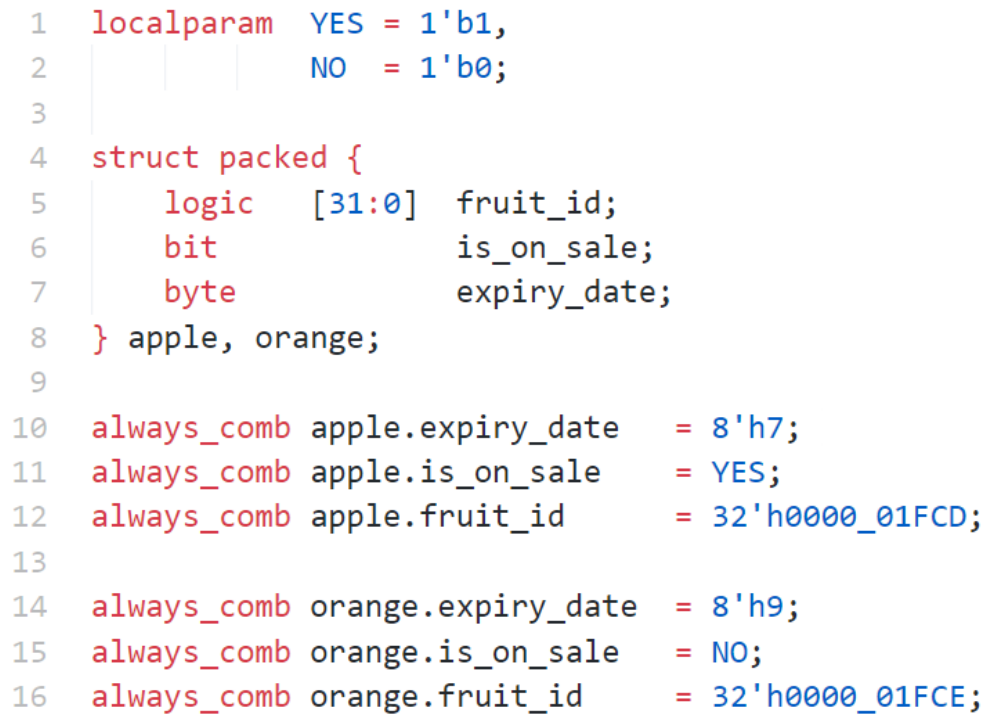 1 localparam YES = 1'b1,
2 NO = 1'b0;
3
4 struct packed {
5 logic [31:0] fruit_id;
6 bit is_on_sale;
7 byte expiry_date;
8 } apple, orange;
9
10 always_comb apple.expiry_date = 8'h7;
11 always_comb apple.is_on_sale = YES;
12 always_comb apple.fruit_id = 32'h0000_01FCD;
13
14 always_comb orange.expiry_date = 8'h9;
15 always_comb orange.is_on_sale = NO;
16 always_comb orange.fruit_id = 32'h0000_01FCE;